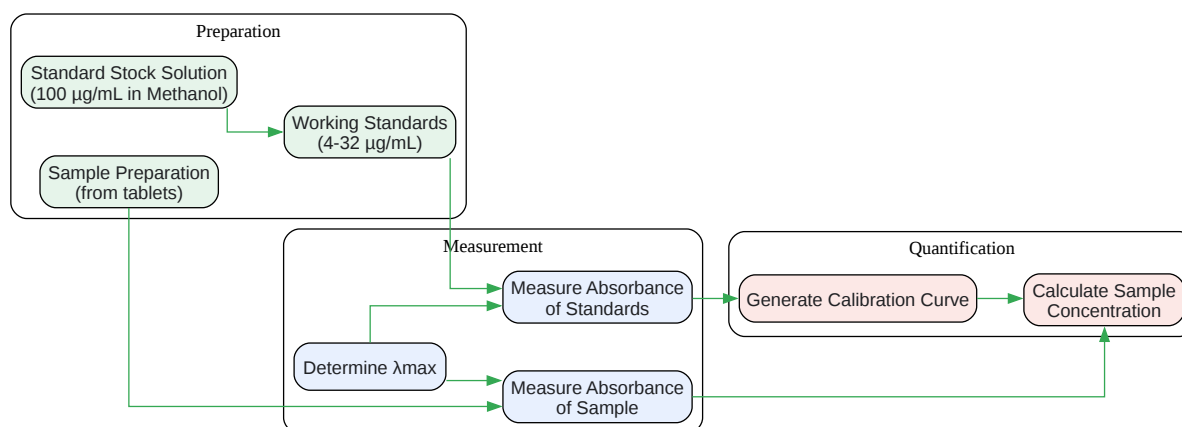 Preparation
Standard Stock Solution
(100 µg/mL in Methanol)
Working Standards
(4-32 µg/mL)
Sample Preparation
(from tablets)
Measurement
Measure Absorbance
of Standards
Determine λmax
Measure Absorbance
of Sample
Quantification
Generate Calibration Curve
Calculate Sample
Concentration